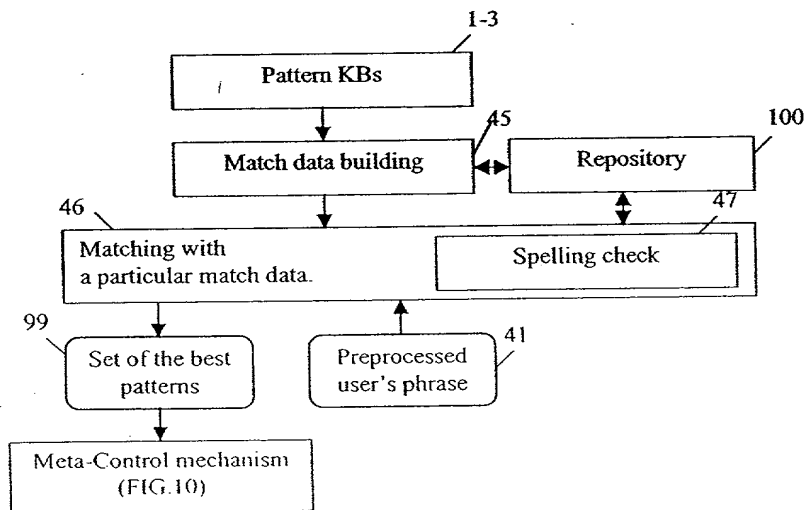 1-3
Pattern KBs
45
100
Match data building
Repository
46
47
Matching with
a particular match data.
Spelling check
99
Set of the best
patterns
Preprocessed
user's phrase
41
Meta-Control mechanism
(FIG.10)